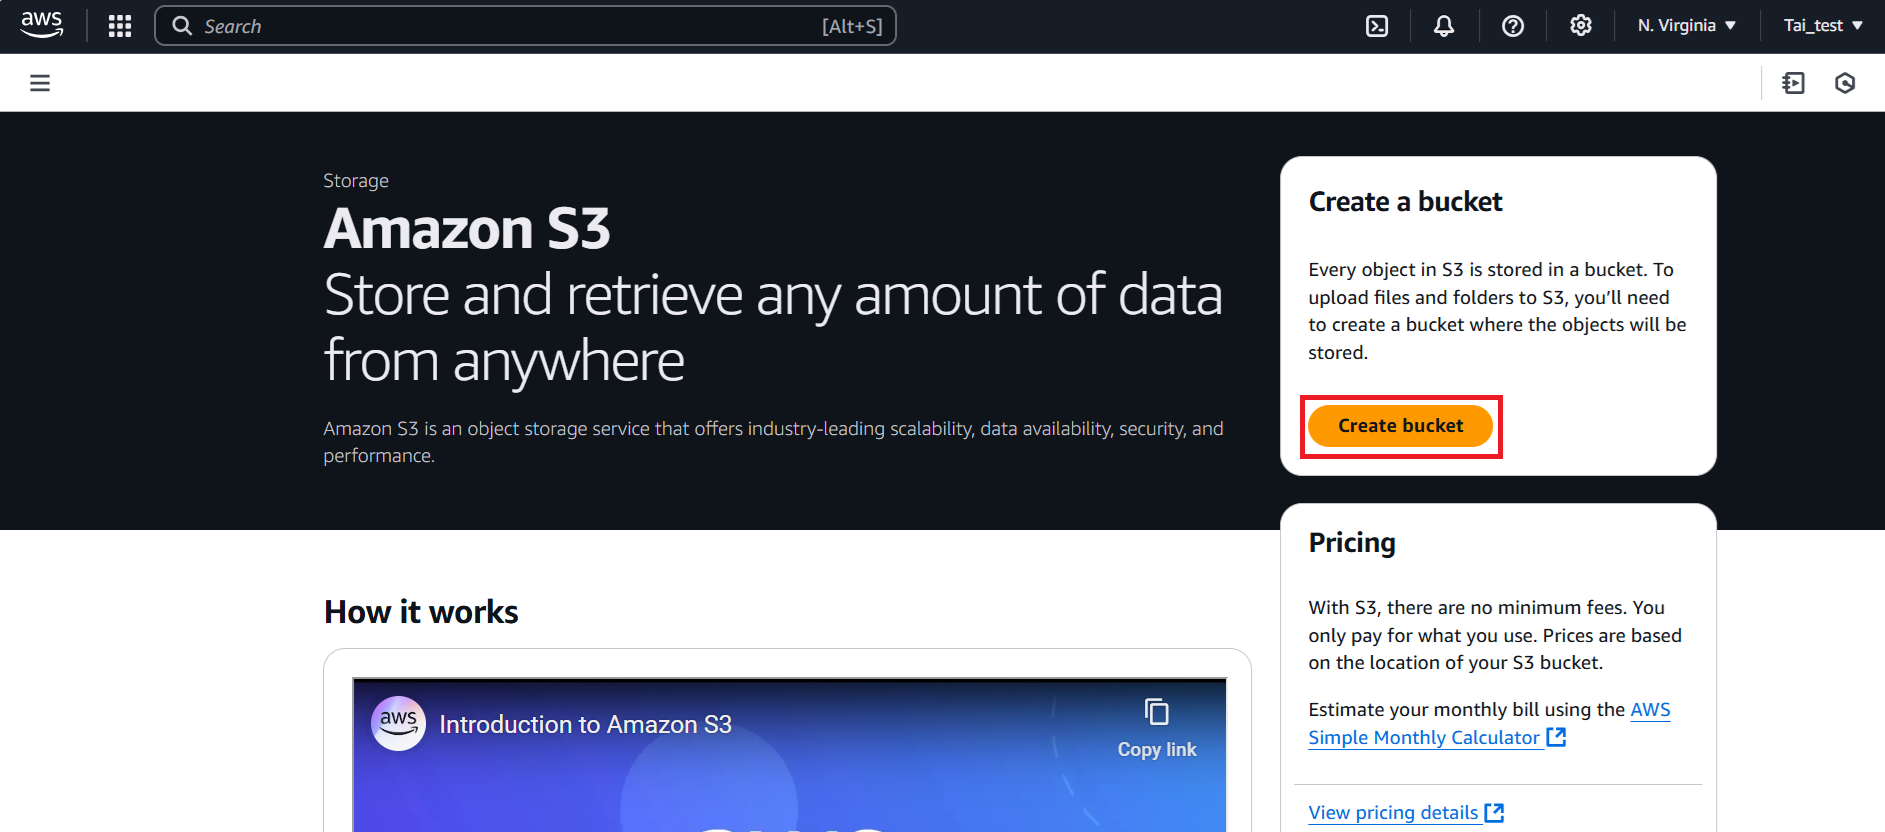 aws
Search
[Alt+S]
N. Virginia
Tai_test
Storage
Amazon S3
Store and retrieve any amount of data
from anywhere
Amazon S3 is an object storage service that offers industry-leading scalability, data availability, security, and
performance.
Create a bucket
Every object in S3 is stored in a bucket. To
upload files and folders to S3, you’ll need
to create a bucket where the objects will be
stored.
Create bucket
Pricing
With S3, there are no minimum fees. You
only pay for what you use. Prices are based
on the location of your S3 bucket.
Estimate your monthly bill using the AWS
Simple Monthly Calculator
View pricing details
How it works
aws
Introduction to Amazon S3
Copy link